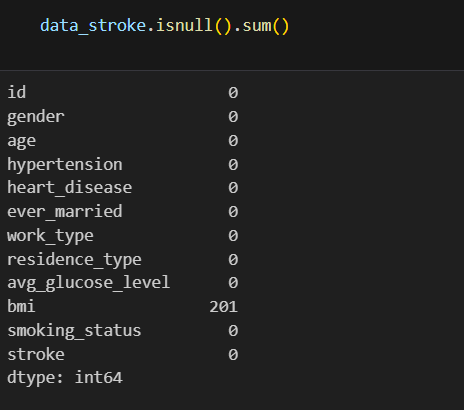 data_stroke.isnull().sum()
id 0
gender 0
age 0
hypertension 0
heart_disease 0
ever_married 0
work_type 0
residence_type 0
avg_glucose_level 0
bmi 201
smoking_status 0
stroke 0
dtype: int64